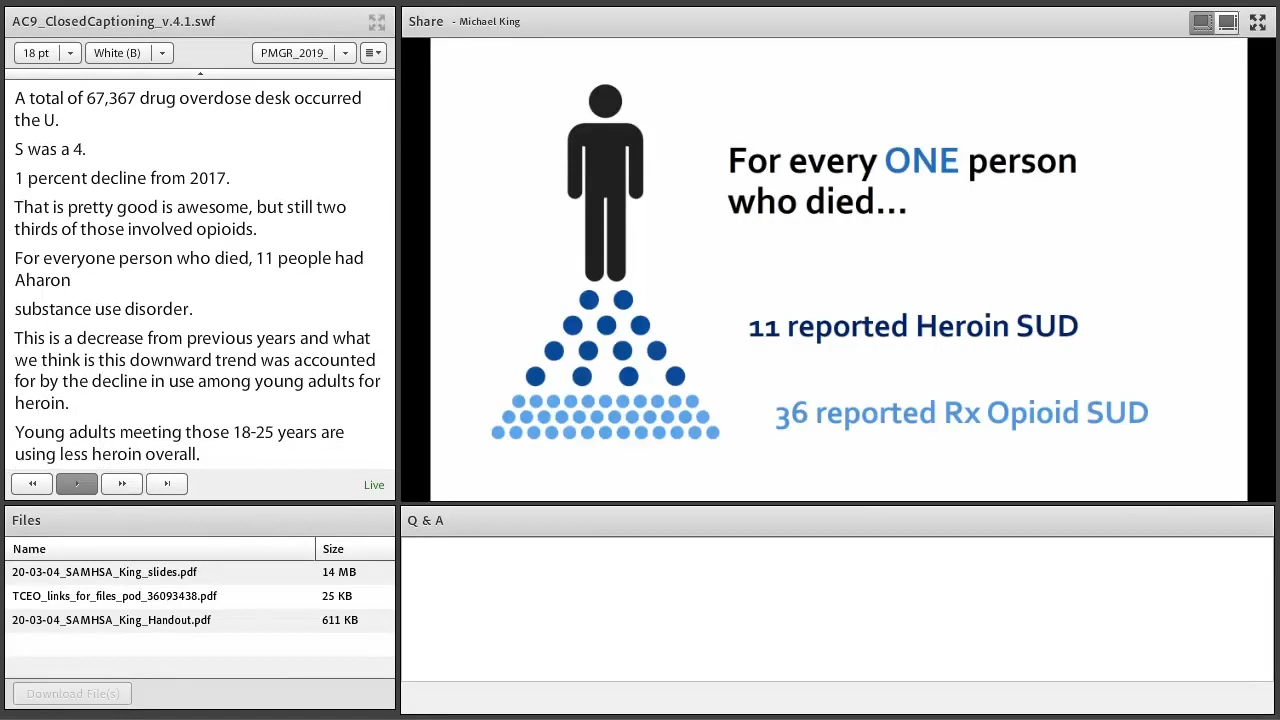 AC9_ClosedCaptioning_v.4.1.swf
18 pt
White (B)
PMGR_2019_
A total of 67,367 drug overdose desk occurred
the U.
S was a 4.
1 percent decline from 2017.
That is pretty good is awesome, but still two
thirds of those involved opioids.
For everyone person who died, 11 people had
Aharon
substance use disorder.
This is a decrease from previous years and what
we think is this downward trend was accounted
for by the decline in use among young adults for
heroin.
Young adults meeting those 18-25 years are
using less heroin overall.
Live
Share - Michael King
For every ONE person
who died...
11 reported Heroin SUD
36 reported Rx Opioid SUD
Files
Name Size
20-03-04_SAMHSA_King_slides.pdf 14 MB
TCEO_links_for_files_pod_36093438.pdf 25 KB
20-03-04_SAMHSA_King_Handout.pdf 611 KB
Download File(s)
Q & A